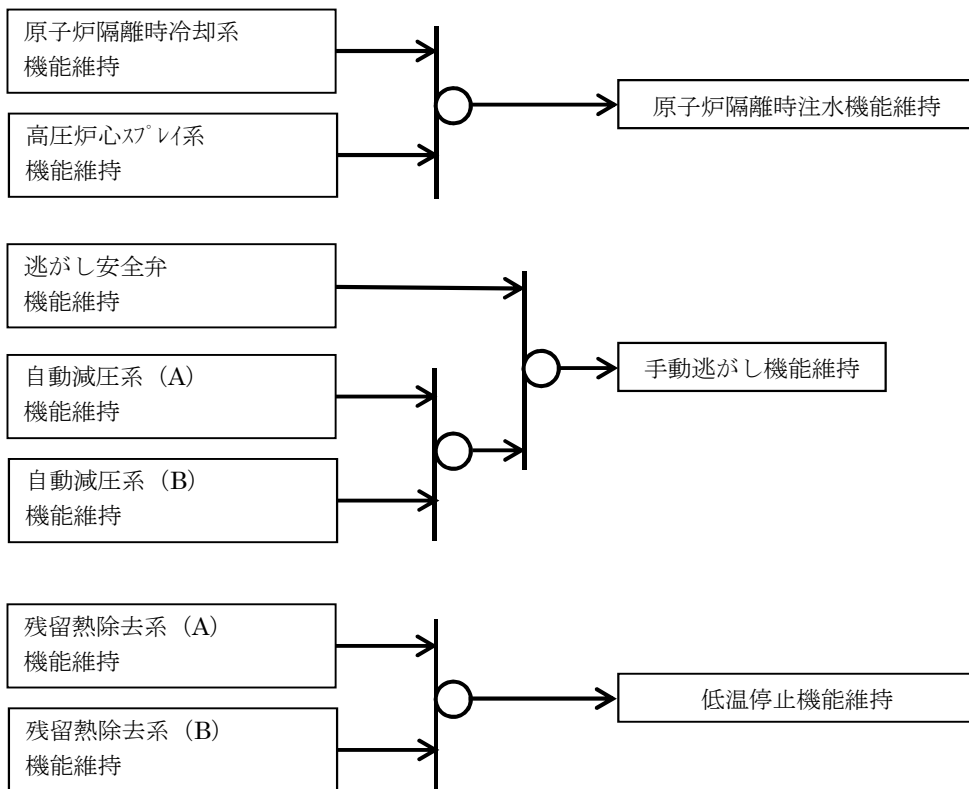 原子炉隔離時冷却系
機能維持
原子炉隔離時注水機能維持
高圧炉心ｽﾌﾟﾚｲ系
機能維持
逃がし安全弁
機能維持
手動逃がし機能維持
自動減圧系（A）
機能維持
自動減圧系（B）
機能維持
残留熱除去系（A）
機能維持
低温停止機能維持
残留熱除去系（B）
機能維持